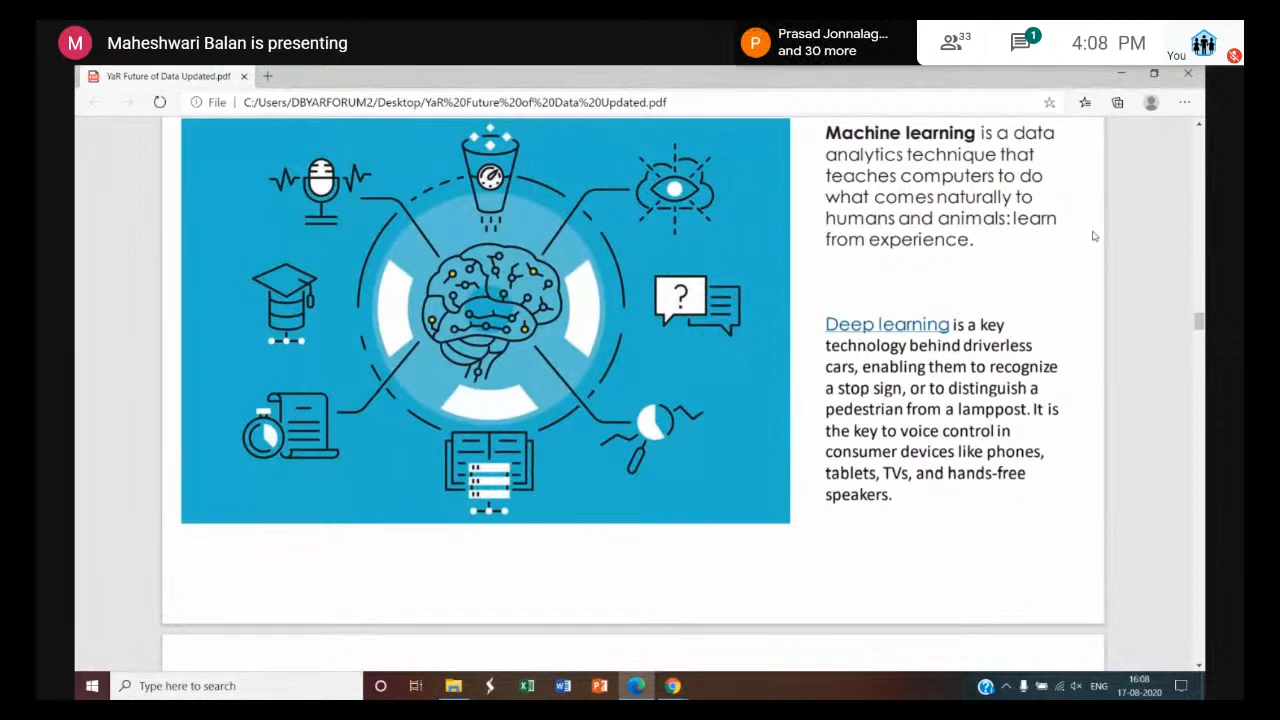 M Maheshwari Balan is presenting
P Prasad Jonnalag...
and 30 more
33
1
4:08 PM
You
YaR Future of Data Updated.pdf
File | C:/Users/DBYARFORUM2/Desktop/YaR%20Future%20of%20Data%20Updated.pdf
Machine learning is a data
analytics technique that
teaches computers to do
what comes naturally to
humans and animals: learn
from experience.
?
Deep learning is a key
technology behind driverless
cars, enabling them to recognize
a stop sign, or to distinguish a
pedestrian from a lamppost. It is
the key to voice control in
consumer devices like phones,
tablets, TVs, and hands-free
speakers.
Type here to search
ENG
16:08
17-08-2020